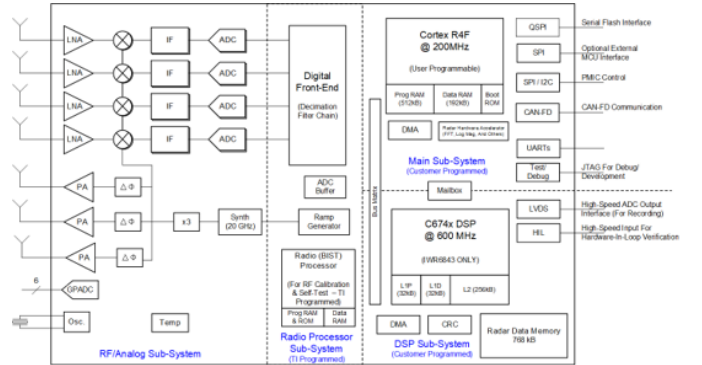 LNA
IF
ADC
LNA
IF
ADC
LNA
IF
ADC
LNA
IF
ADC
Digital
Front-End
(Decimation
Filter Chain)
PA
Δ Φ
PA
Δ Φ
x3
Synth
(20 GHz)
PA
Δ Φ
ADC
Buffer
Ramp
Generator
6
GPADC
Osc.
Temp
RF/Analog Sub-System
Radio (BIST)
Processor
(For RF Calibration
& Self-Test – TI
Programmed)
Prog RAM
& ROM
Data
RAM
Radio Processor
Sub-System
(TI Programmed)
Cortex R4F
@ 200MHz
(User Programmable)
Prog RAM
(512kB)
Data RAM
(192kB)
Boot
ROM
DMA
Radar Hardware Accelerator
(FFT, Log Mag, And Others)
Main Sub-System
(Customer Programmed)
Bus Matrix
Mailbox
C674x DSP
@ 600 MHz
(IWR6843 ONLY)
L1P
(32kB)
L1D
(32kB)
L2 (256kB)
DMA
CRC
DSP Sub-System
(Customer Programmed)
Radar Data Memory
768 kB
QSPI
Serial Flash Interface
SPI
Optional External
MCU Interface
SPI / I2C
PMIC Control
CAN-FD
CAN-FD Communication
UARTs
Test/
Debug
JTAG For Debug/
Development
LVDS
High-Speed ADC Output
Interface (For Recording)
HIL
High-Speed Input For
Hardware-In-Loop Verification